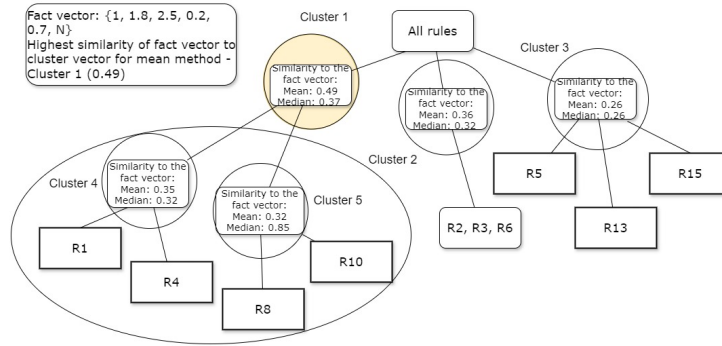 Fact vector: {1, 1.8, 2.5, 0.2,
0.7, N}
Highest similarity of fact vector to
cluster vector for mean method -
Cluster 1 (0.49)
Cluster 1
All rules
Cluster 3
Similarity to the
fact vector:
Mean: 0.49
Median: 0.37
Similarity to the
fact vector:
Mean: 0.36
Median: 0.32
Similarity to the
fact vector:
Mean: 0.26
Median: 0.26
Cluster 2
Cluster 4
Similarity to the
fact vector:
Mean: 0.35
Median: 0.32
Similarity to the
fact vector:
Mean: 0.32
Median: 0.85
Cluster 5
R5
R15
R13
R2, R3, R6
R1
R4
R8
R10